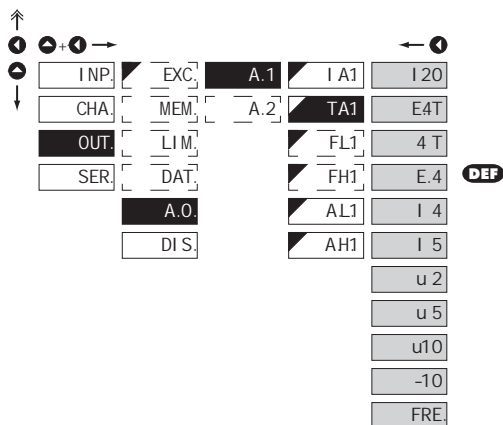 +
INP. EXC. A.1 I A1 I 20
CHA. MEM. A.2 TA1 E4T
OUT. LIM. FL1 4 T
SER. DAT. FH1 E.4 DEF
A.O. AL1 I 4
DIS. AH1 I 5
u 2
u 5
u10
-10
FRE.